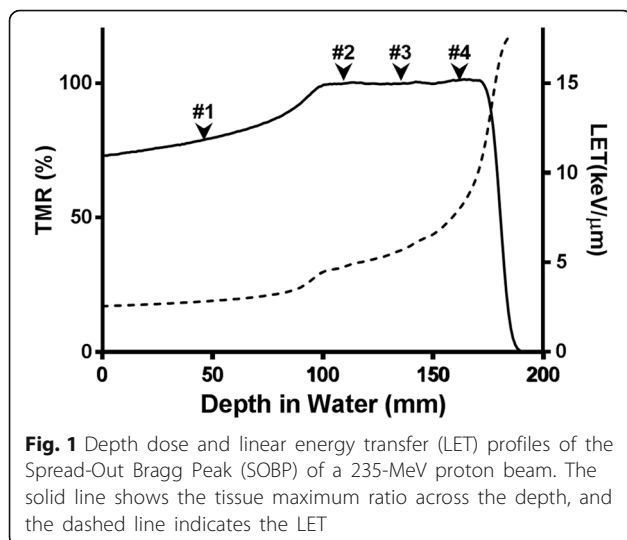 #1
#2
#3
#4
100
50
0
TMR (%)
15
10
5
0
LET(keV/μm)
0
50
100
150
200
Depth in Water (mm)
Fig. 1 Depth dose and linear energy transfer (LET) profiles of the
Spread-Out Bragg Peak (SOBP) of a 235-MeV proton beam. The
solid line shows the tissue maximum ratio across the depth, and
the dashed line indicates the LET